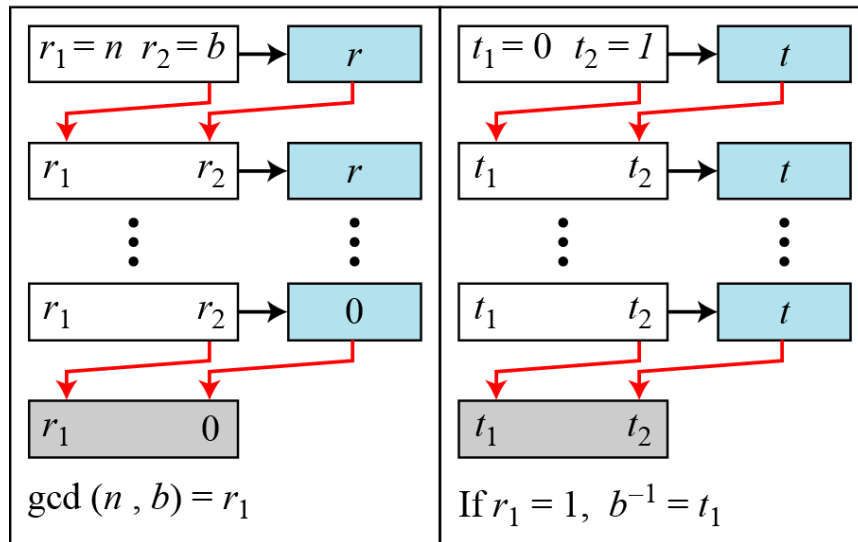 r₁ = n r₂ = b r
r₁ r₂ r
r₁ r₂ 0
r₁ 0
gcd (n , b) = r₁
t₁ = 0 t₂ = 1 t
t₁ t₂ t
t₁ t₂ t
t₁ t₂
If r₁ = 1, b⁻¹ = t₁